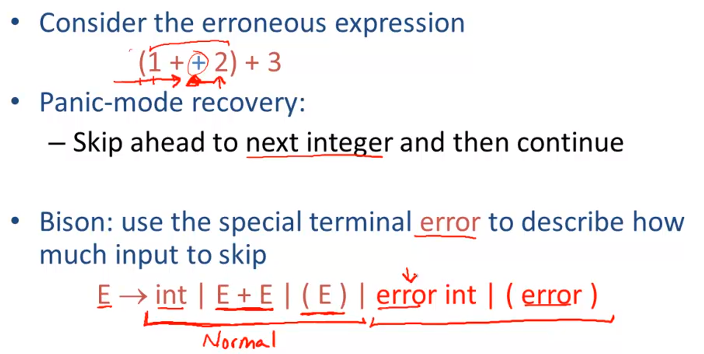 • Consider the erroneous expression
(1 + + 2) + 3
• Panic-mode recovery:
– Skip ahead to next integer and then continue
• Bison: use the special terminal error to describe how
much input to skip
E → int | E + E | ( E ) | error int | ( error )
Normal